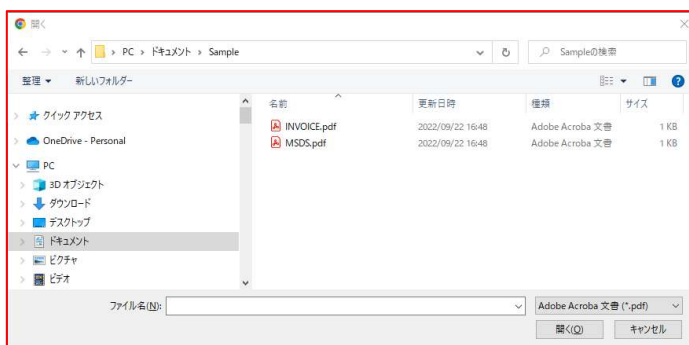 開く
PC › ドキュメント › Sample
Sampleの検索
整理 新しいフォルダー
名前 更新日時 種類 サイズ
クイック アクセス
INVOICE.pdf 2022/09/22 16:48 Adobe Acroba 文書 1 KB
OneDrive - Personal
MSDS.pdf 2022/09/22 16:48 Adobe Acroba 文書 1 KB
PC
3D オブジェクト
ダウンロード
デスクトップ
ドキュメント
ピクチャ
ビデオ
ファイル名(N): Adobe Acroba 文書 (*.pdf)
開く(O) キャンセル